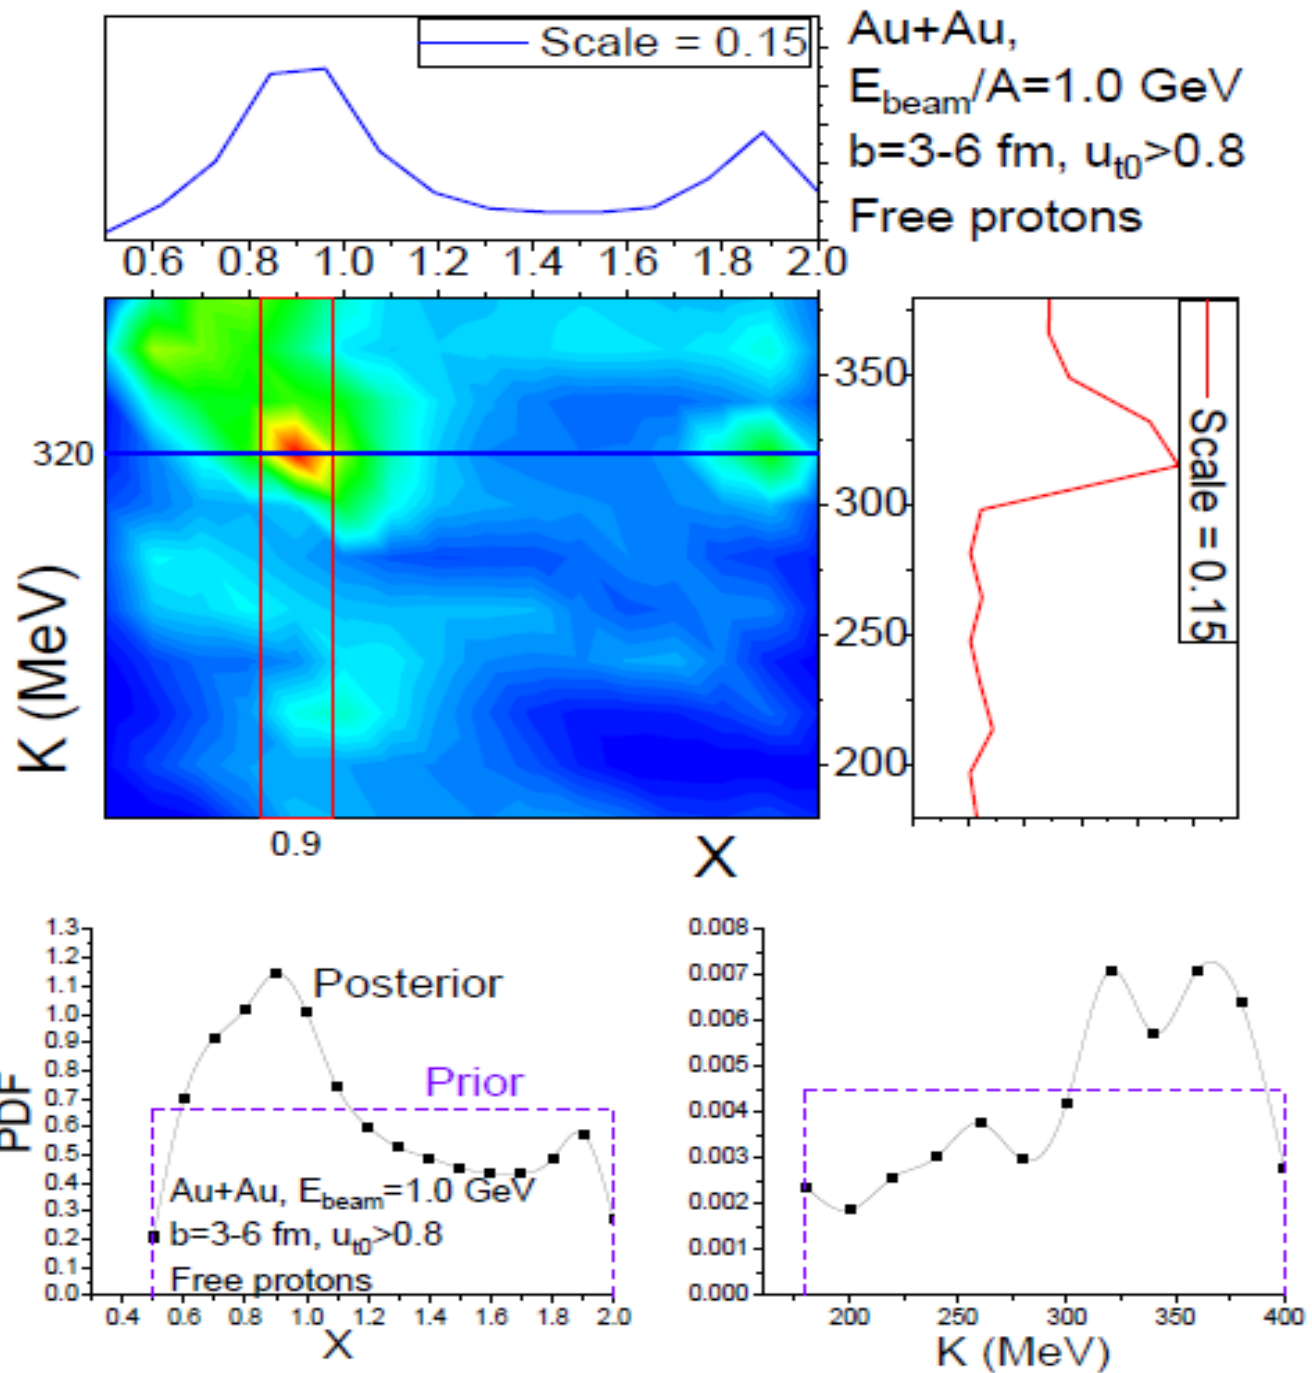 Scale = 0.15
Au+Au,
E_beam/A=1.0 GeV
b=3-6 fm, u_t0>0.8
Free protons
0.6 0.8 1.0 1.2 1.4 1.6 1.8 2.0
K (MeV)
320
0.9
X
350
300
250
200
Scale = 0.15
PDF
1.3
1.2
1.1
1.0
0.9
0.8
0.7
0.6
0.5
0.4
0.3
0.2
0.1
0.0
Posterior
Prior
Au+Au, E_beam=1.0 GeV
b=3-6 fm, u_t0>0.8
Free protons
0.4 0.6 0.8 1.0 1.2 1.4 1.6 1.8 2.0
X
0.008
0.007
0.006
0.005
0.004
0.003
0.002
0.001
0.000
200 250 300 350 400
K (MeV)